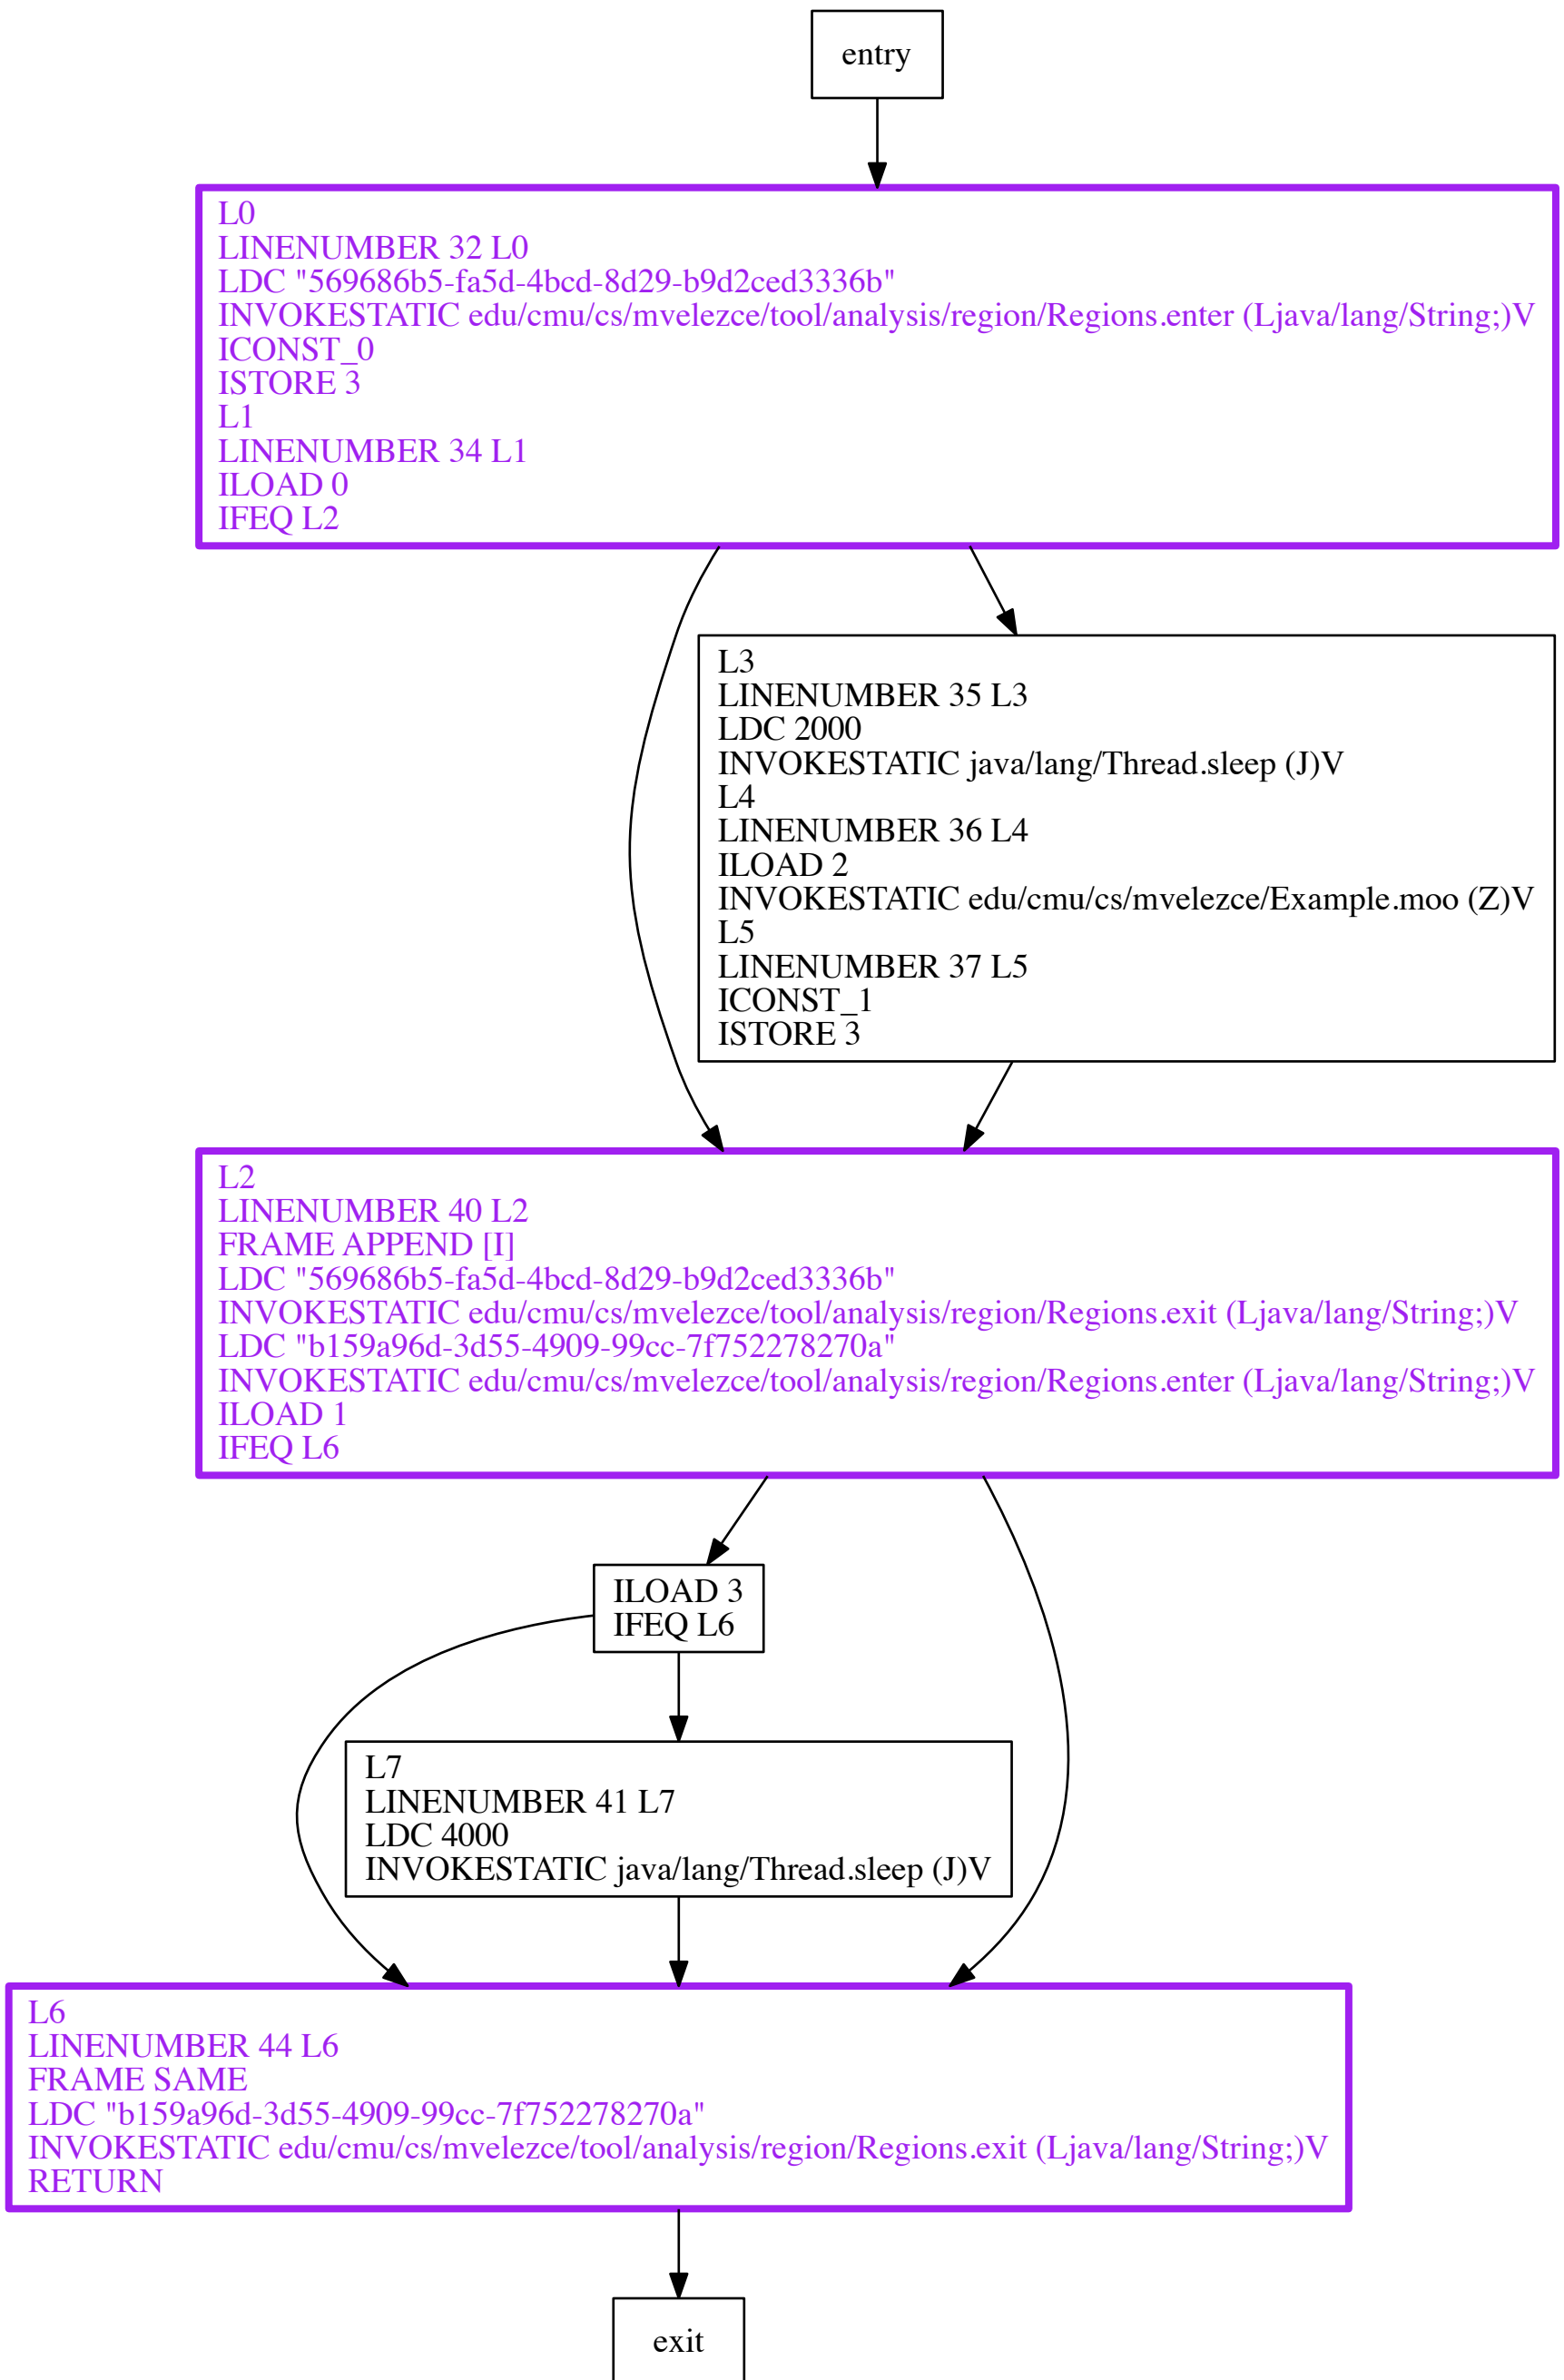 entry
L0
LINENUMBER 32 L0
LDC "569686b5-fa5d-4bcd-8d29-b9d2ced3336b"
INVOKESTATIC edu/cmu/cs/mvelezce/tool/analysis/region/Regions.enter (Ljava/lang/String;)V
ICONST_0
ISTORE 3
L1
LINENUMBER 34 L1
ILOAD 0
IFEQ L2
L3
LINENUMBER 35 L3
LDC 2000
INVOKESTATIC java/lang/Thread.sleep (J)V
L4
LINENUMBER 36 L4
ILOAD 2
INVOKESTATIC edu/cmu/cs/mvelezce/Example.moo (Z)V
L5
LINENUMBER 37 L5
ICONST_1
ISTORE 3
L2
LINENUMBER 40 L2
FRAME APPEND [I]
LDC "569686b5-fa5d-4bcd-8d29-b9d2ced3336b"
INVOKESTATIC edu/cmu/cs/mvelezce/tool/analysis/region/Regions.exit (Ljava/lang/String;)V
LDC "b159a96d-3d55-4909-99cc-7f752278270a"
INVOKESTATIC edu/cmu/cs/mvelezce/tool/analysis/region/Regions.enter (Ljava/lang/String;)V
ILOAD 1
IFEQ L6
ILOAD 3
IFEQ L6
L7
LINENUMBER 41 L7
LDC 4000
INVOKESTATIC java/lang/Thread.sleep (J)V
L6
LINENUMBER 44 L6
FRAME SAME
LDC "b159a96d-3d55-4909-99cc-7f752278270a"
INVOKESTATIC edu/cmu/cs/mvelezce/tool/analysis/region/Regions.exit (Ljava/lang/String;)V
RETURN
exit